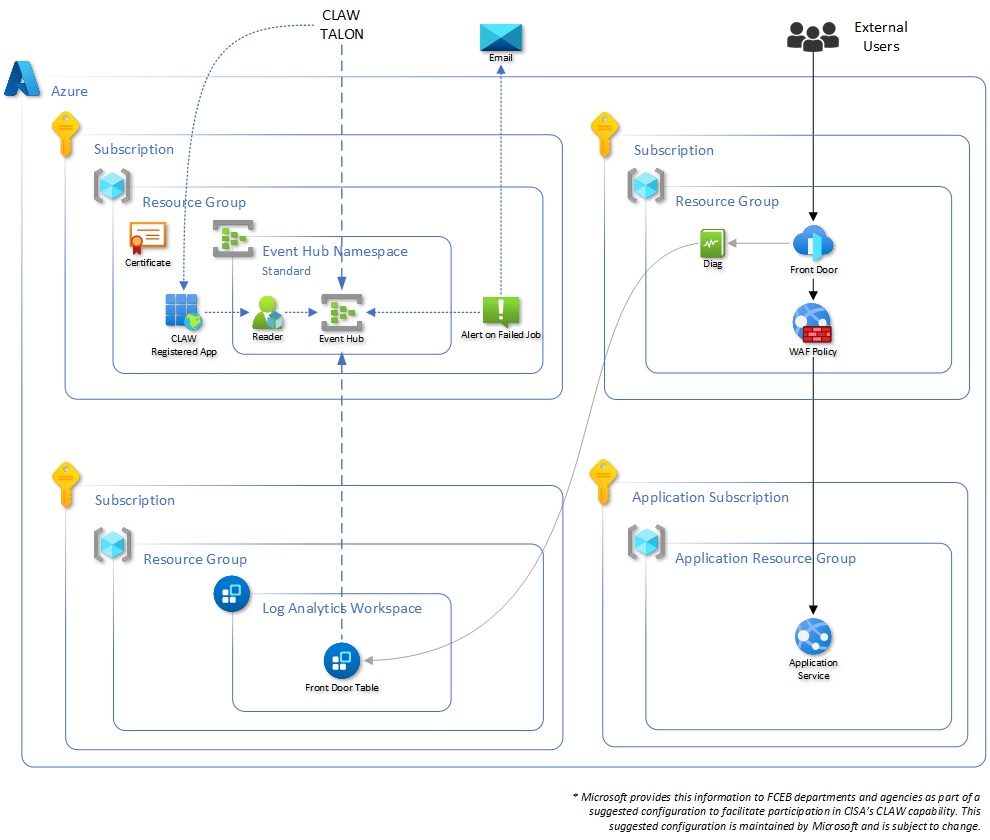 CLAW
TALON
External
Users
Email
Azure
Subscription
Resource Group
Certificate
Event Hub Namespace
Standard
CLAW
Registered App
Reader
Event Hub
Alert on Failed Job
Subscription
Resource Group
Diag
Front Door
WAF Policy
Subscription
Resource Group
Log Analytics Workspace
Front Door Table
Application Subscription
Application Resource Group
Application
Service
* Microsoft provides this information to FCEB departments and agencies as part of a
suggested configuration to facilitate participation in CISA's CLAW capability. This
suggested configuration is maintained by Microsoft and is subject to change.